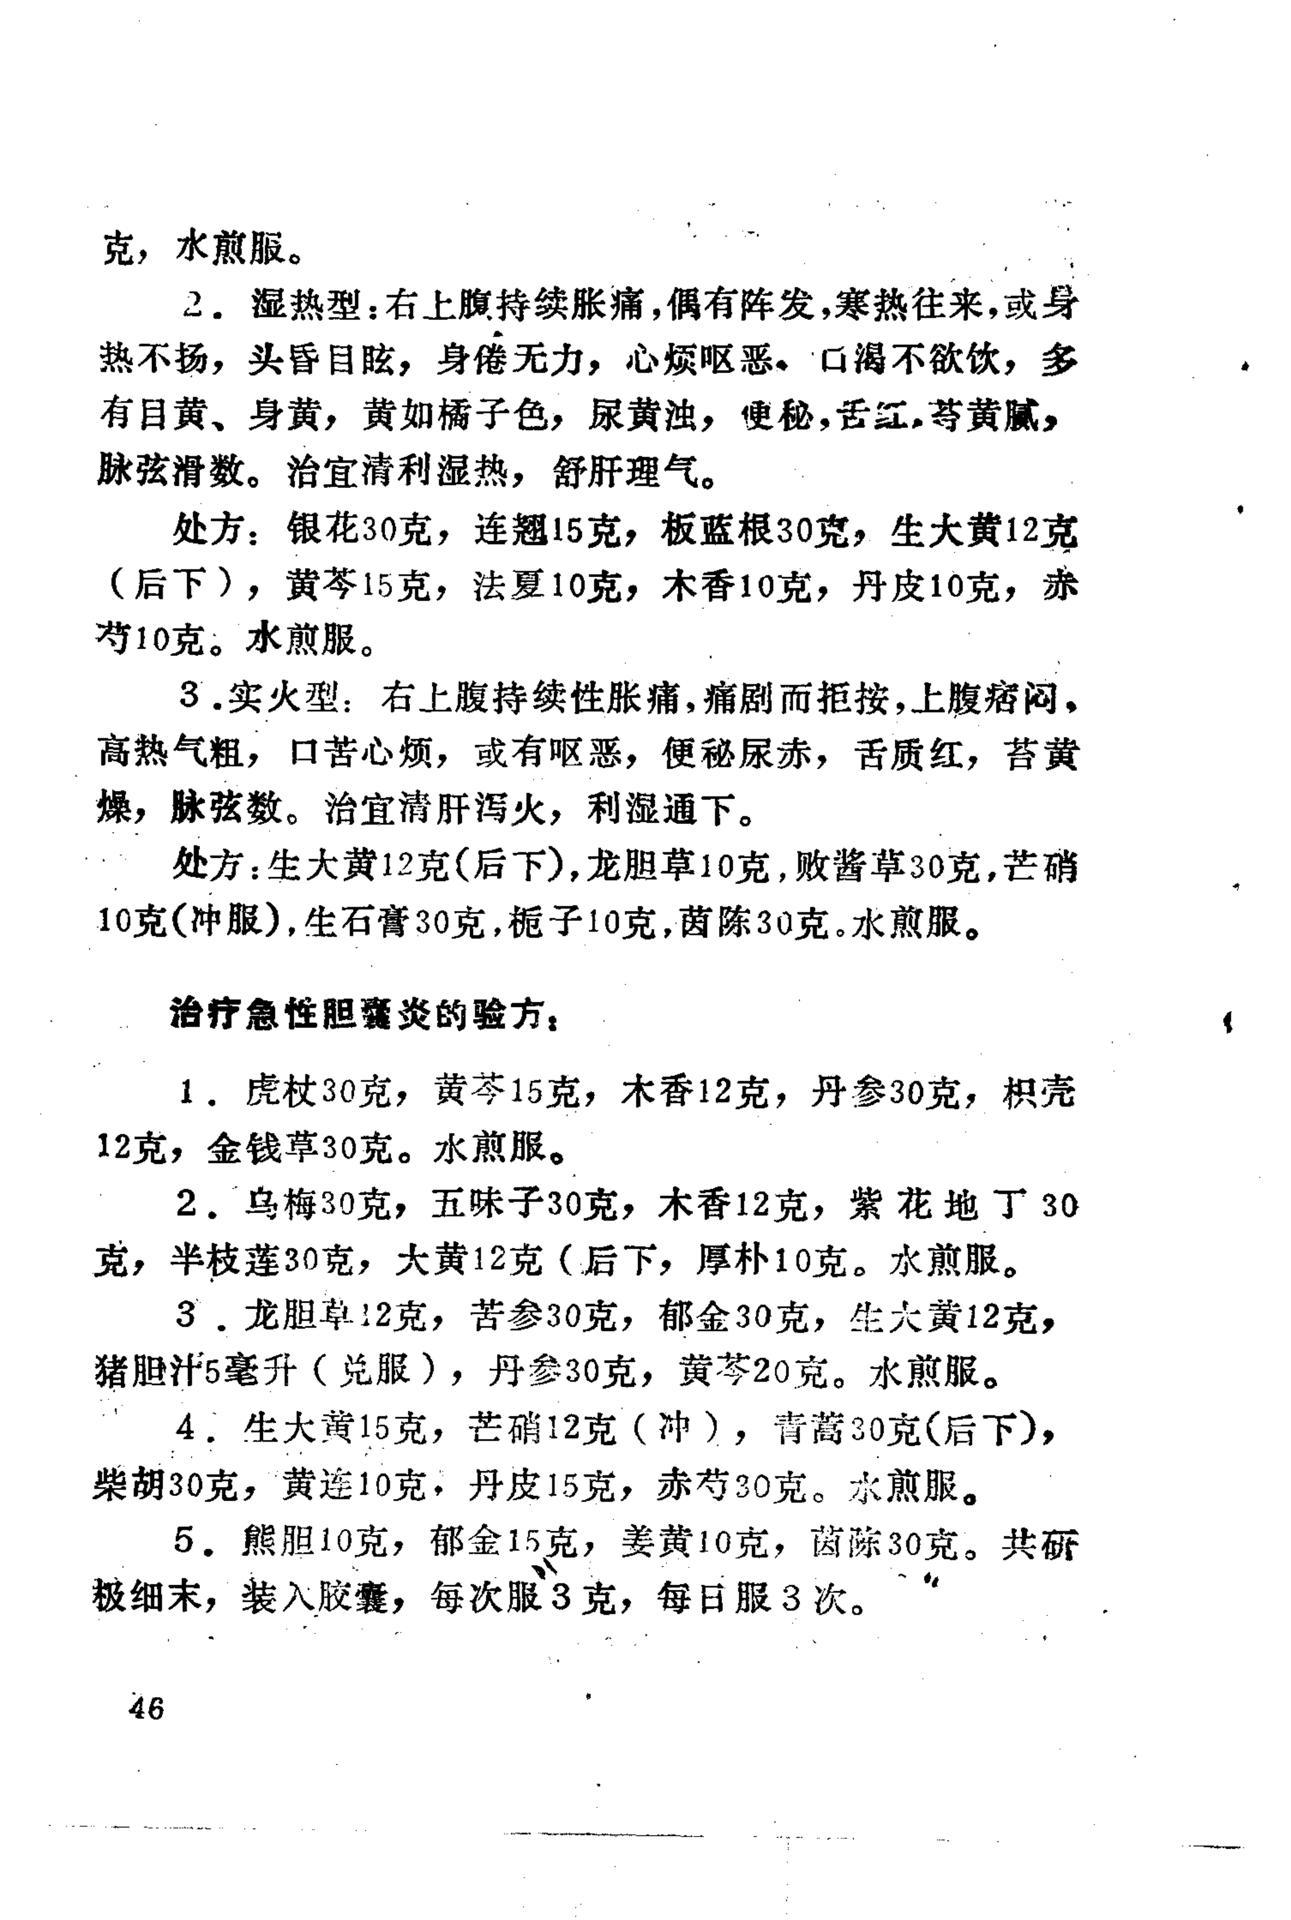 克，水煎服。
2．湿热型：右上腹持续胀痛，偶有阵发，寒热往来，或身
热不扬，头昏目眩，身倦无力，心烦呕恶。口渴不欲饮，多
有目黄、身黄，黄如橘子色，尿黄浊，便秘，舌红，苔黄腻，
脉弦滑数。治宜清利湿热，舒肝理气。
处方：银花30克，连翘15克，板蓝根30克，生大黄12克
（后下），黄芩15克，法夏10克，木香10克，丹皮10克，赤
芍10克。水煎服。
3．实火型：右上腹持续性胀痛，痛剧而拒按，上腹痞闷，
高热气粗，口苦心烦，或有呕恶，便秘尿赤，舌质红，苔黄
燥，脉弦数。治宜清肝泻火，利湿通下。
处方：生大黄12克（后下），龙胆草10克，败酱草30克，芒硝
10克（冲服），生石膏30克，栀子10克，茵陈30克。水煎服。
治疗急性胆囊炎的验方：
1．虎杖30克，黄芩15克，木香12克，丹参30克，枳壳
12克，金钱草30克。水煎服。
2．乌梅30克，五味子30克，木香12克，紫花地丁30
克，半枝莲30克，大黄12克（后下，厚朴10克。水煎服。
3．龙胆草12克，苦参30克，郁金30克，生大黄12克，
猪胆汁5毫升（兑服），丹参30克，黄芩20克。水煎服。
4．生大黄15克，芒硝12克（冲），青蒿30克（后下），
柴胡30克，黄连10克，丹皮15克，赤芍30克。水煎服。
5．熊胆10克，郁金15克，姜黄10克，茵陈30克。共研
极细末，装入胶囊，每次服3克，每日服3次。
46